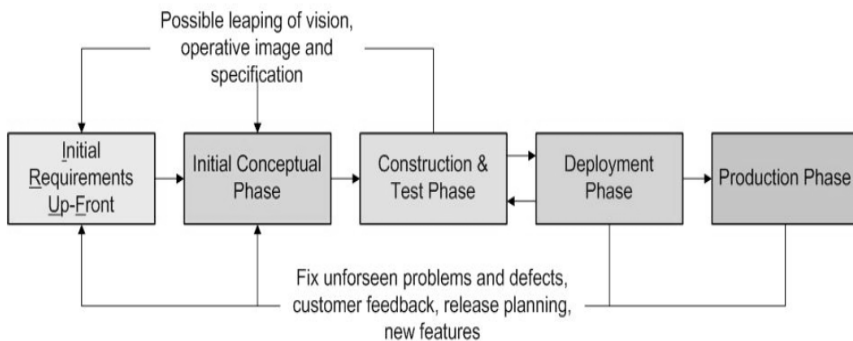 Possible leaping of vision,
operative image and
specification
Initial
Requirements
Up-Front
Initial Conceptual
Phase
Construction &
Test Phase
Deployment
Phase
Production Phase
Fix unforseen problems and defects,
customer feedback, release planning,
new features